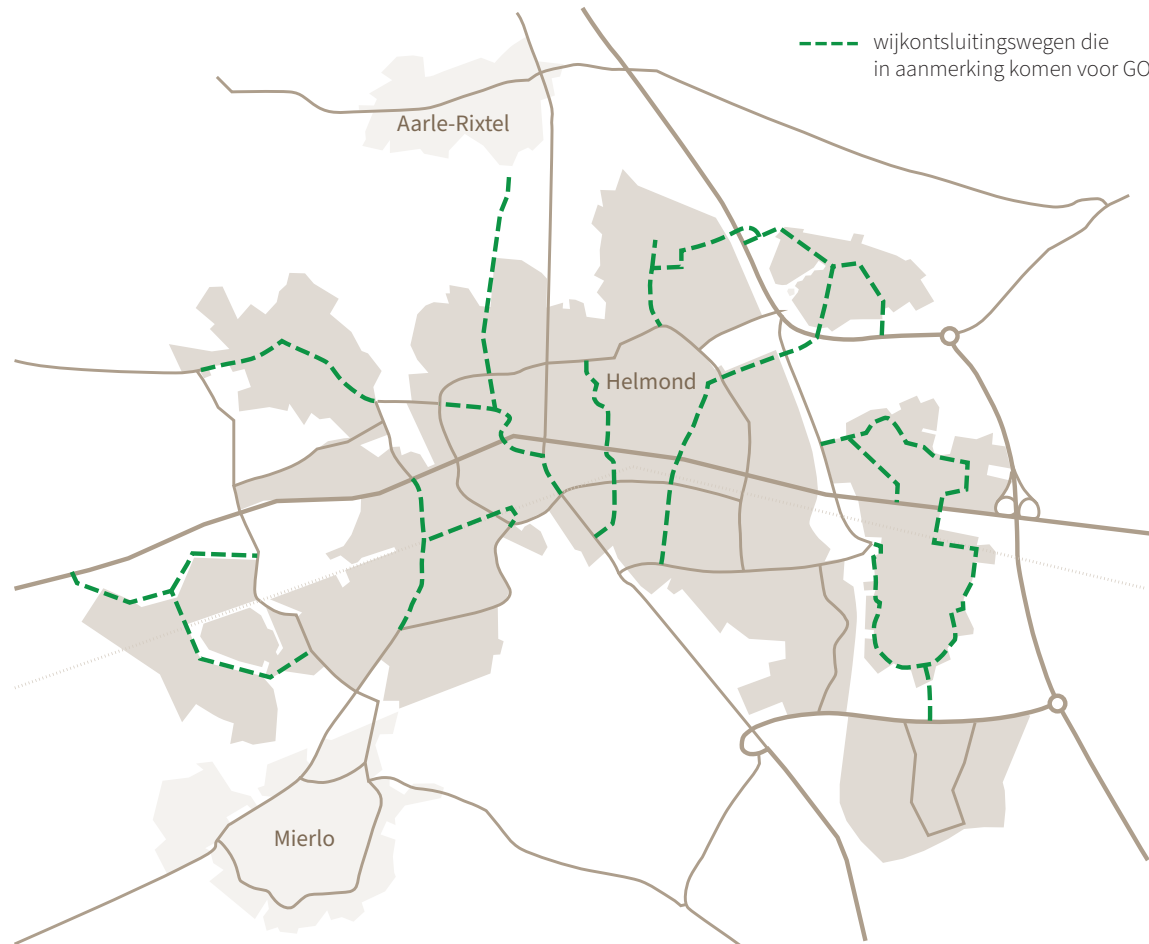 wijkontsluitingswegen die
in aanmerking komen voor GO
Aarle-Rixtel
Helmond
Mierlo